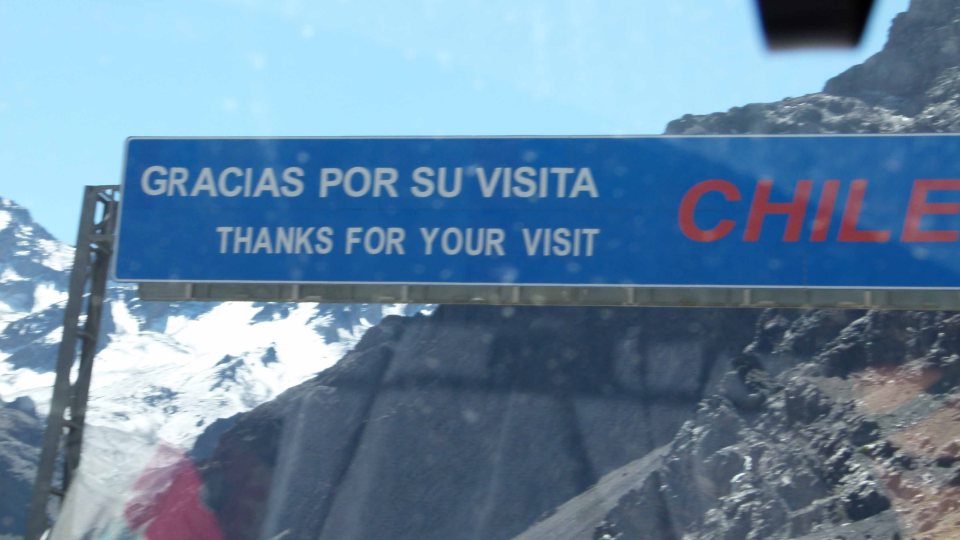 GRACIAS POR SU VISITA
THANKS FOR YOUR VISIT
CHILE